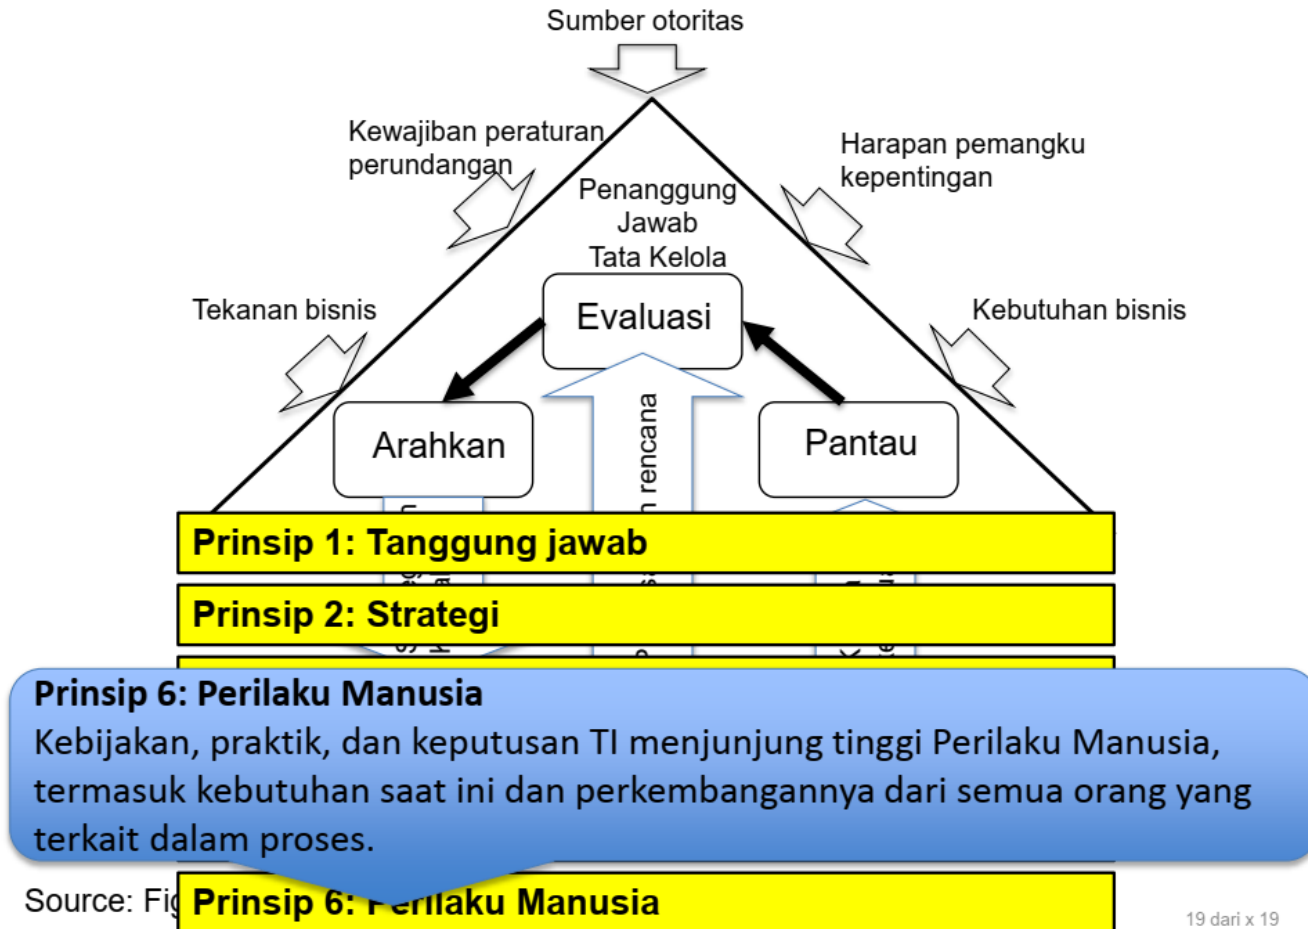 Sumber otoritas
Kewajiban peraturan
perundangan
Harapan pemangku
kepentingan
Penanggung
Jawab
Tata Kelola
Tekanan bisnis
Evaluasi
Kebutuhan bisnis
Arahkan
rencana
Pantau
Prinsip 1: Tanggung jawab
Prinsip 2: Strategi
Prinsip 6: Perilaku Manusia
Kebijakan, praktik, dan keputusan TI menjunjung tinggi Perilaku Manusia,
termasuk kebutuhan saat ini dan perkembangannya dari semua orang yang
terkait dalam proses.
Source:
Prinsip 6: Perilaku Manusia
19 dari x 19